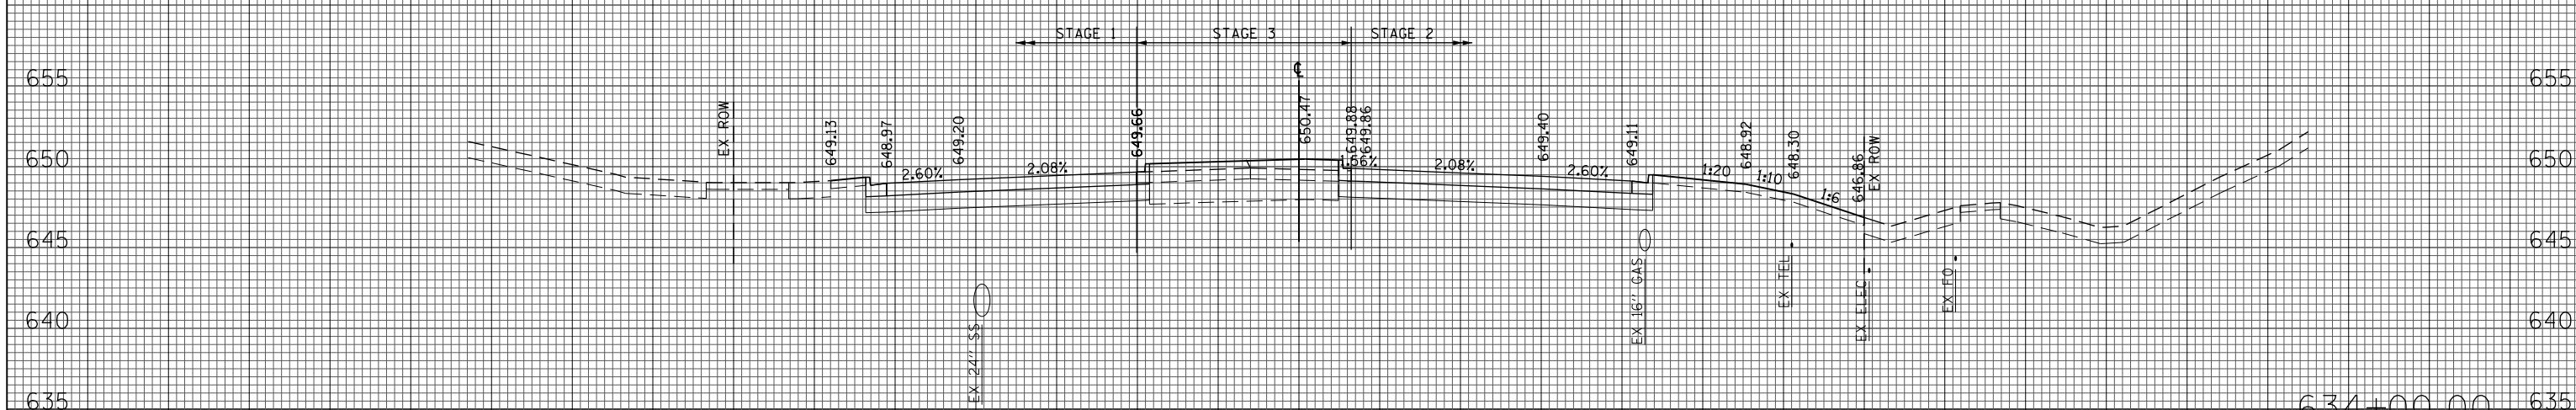 STAGE 1 STAGE 3 STAGE 2
℄
655 655
EX ROW
649.13
648.97
649.20
649.66
650.47
649.88
649.86
649.40
649.11
648.92
648.30
646.86
EX ROW
650 650
2.60% 2.08% 1.56% 2.08% 2.60% 1:20 1:10 1:6
645 645
EX 24" SS
EX 16" GAS
EX TEL
EX ELEC
EX FO
640 640
635 635
634+00.00